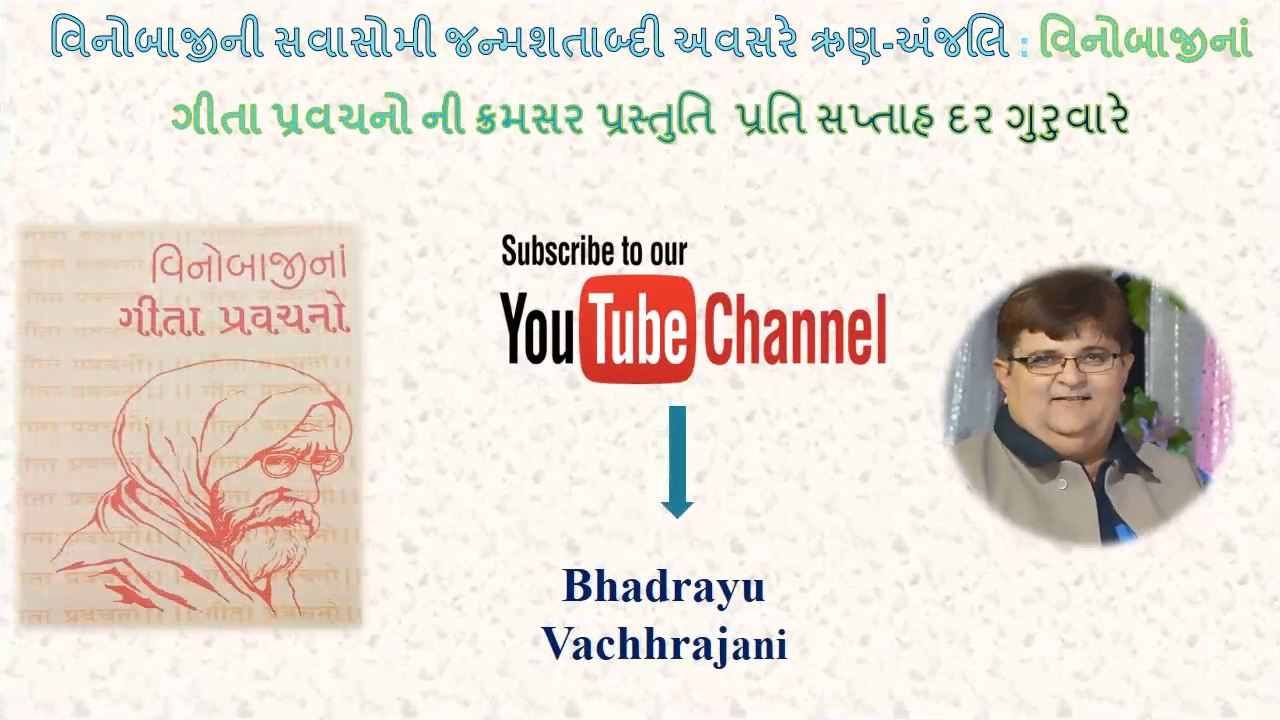 વિનોબાજીની સવાસોમી જન્મશતાબ્દી અવસરે ઋણ-અંજલિ : વિનોબાજીનાં
ગીતા પ્રવચનો ની ક્રમસર પ્રસ્તુતિ પ્રતિ સપ્તાહ દર ગુરુવારે
વિનોબાજીનાં
ગીતા પ્રવચનો
Subscribe to our
YouTube Channel
Bhadrayu
Vachhrajani